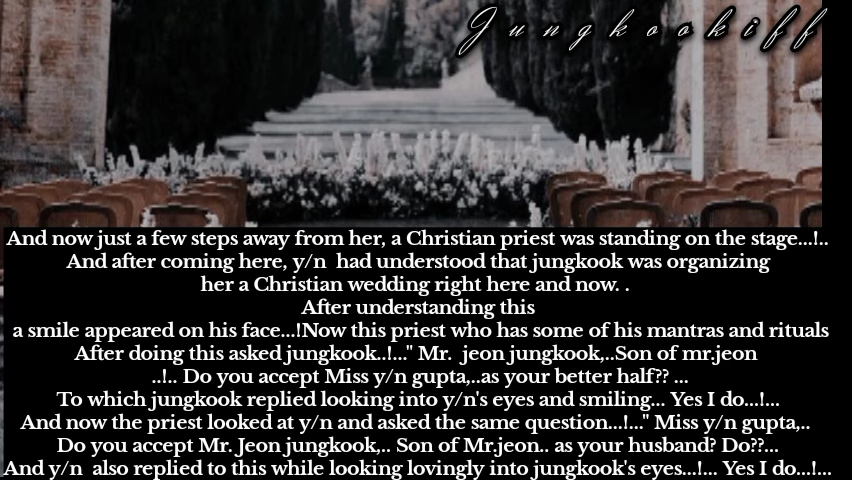 Jungkookiff
And now just a few steps away from her, a Christian priest was standing on the stage...!..
And after coming here, y/n had understood that jungkook was organizing
her a Christian wedding right here and now. .
After understanding this
a smile appeared on his face...!Now this priest who has some of his mantras and rituals
After doing this asked jungkook..!..." Mr. jeon jungkook,..Son of mr.jeon
..!.. Do you accept Miss y/n gupta,..as your better half?? ...
To which jungkook replied looking into y/n's eyes and smiling... Yes I do...!...
And now the priest looked at y/n and asked the same question...!..." Miss y/n gupta,..
Do you accept Mr. Jeon jungkook,.. Son of Mr.jeon.. as your husband? Do??...
And y/n also replied to this while looking lovingly into jungkook's eyes...!... Yes I do...!...